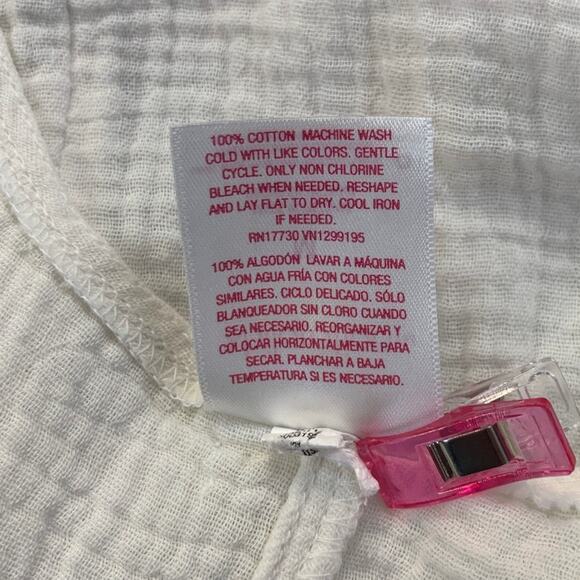 100% COTTON MACHINE WASH
COLD WITH LIKE COLORS. GENTLE
CYCLE. ONLY NON CHLORINE
BLEACH WHEN NEEDED. RESHAPE
AND LAY FLAT TO DRY. COOL IRON
IF NEEDED.
RN17730 VN1299195
100% ALGODÓN LAVAR A MÁQUINA
CON AGUA FRÍA CON COLORES
SIMILARES. CICLO DELICADO. SÓLO
BLANQUEADOR SIN CLORO CUANDO
SEA NECESARIO. REORGANIZAR Y
COLOCAR HORIZONTALMENTE PARA
SECAR. PLANCHAR A BAJA
TEMPERATURA SI ES NECESARIO.